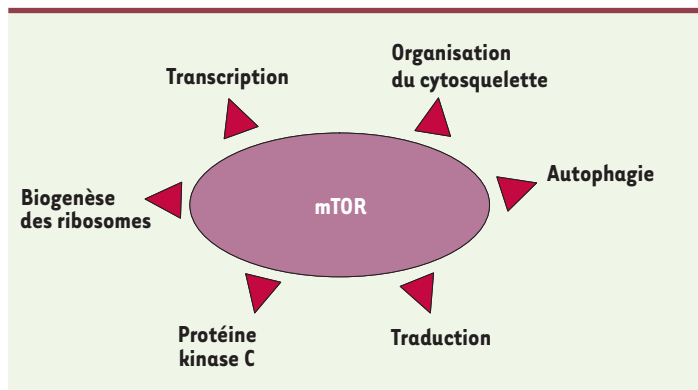 Organisation
du cytosquelette
Transcription
Autophagie
Biogenèse
des ribosomes
mTOR
Protéine
kinase C
Traduction